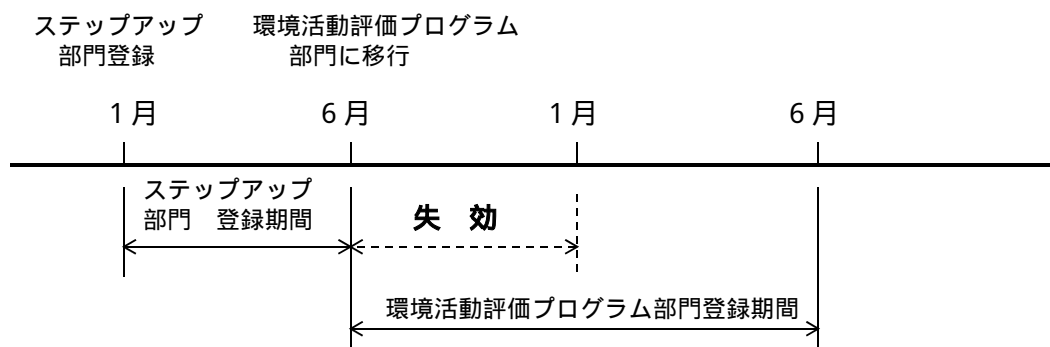 ステップアップ
部門登録
環境活動評価プログラム
部門に移行
1月
6月
1月
6月
ステップアップ
部門　登録期間
失　効
環境活動評価プログラム部門登録期間